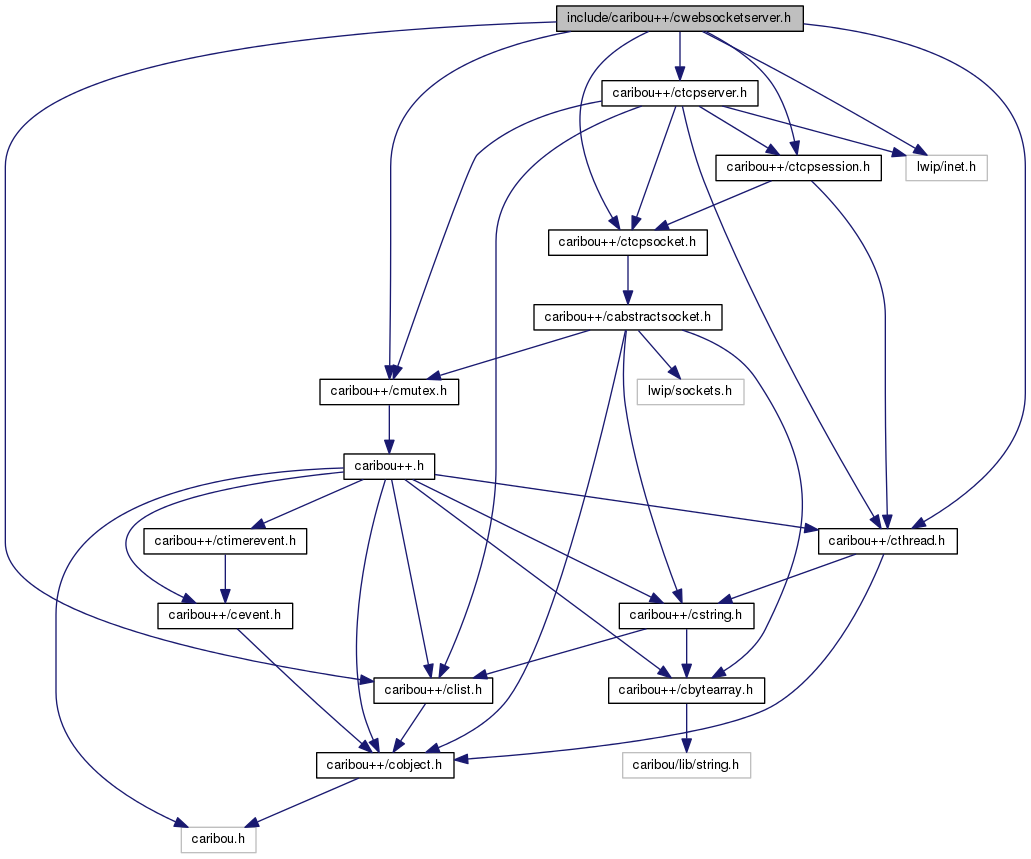 include/caribou++/cwebsocketserver.h
caribou++/ctcpserver.h
caribou++/ctcpsession.h
lwip/inet.h
caribou++/ctcpsocket.h
caribou++/cabstractsocket.h
caribou++/cmutex.h
lwip/sockets.h
caribou++.h
caribou++/ctimerevent.h
caribou++/cthread.h
caribou++/cevent.h
caribou++/cstring.h
caribou++/clist.h
caribou++/cbytearray.h
caribou++/cobject.h
caribou/lib/string.h
caribou.h